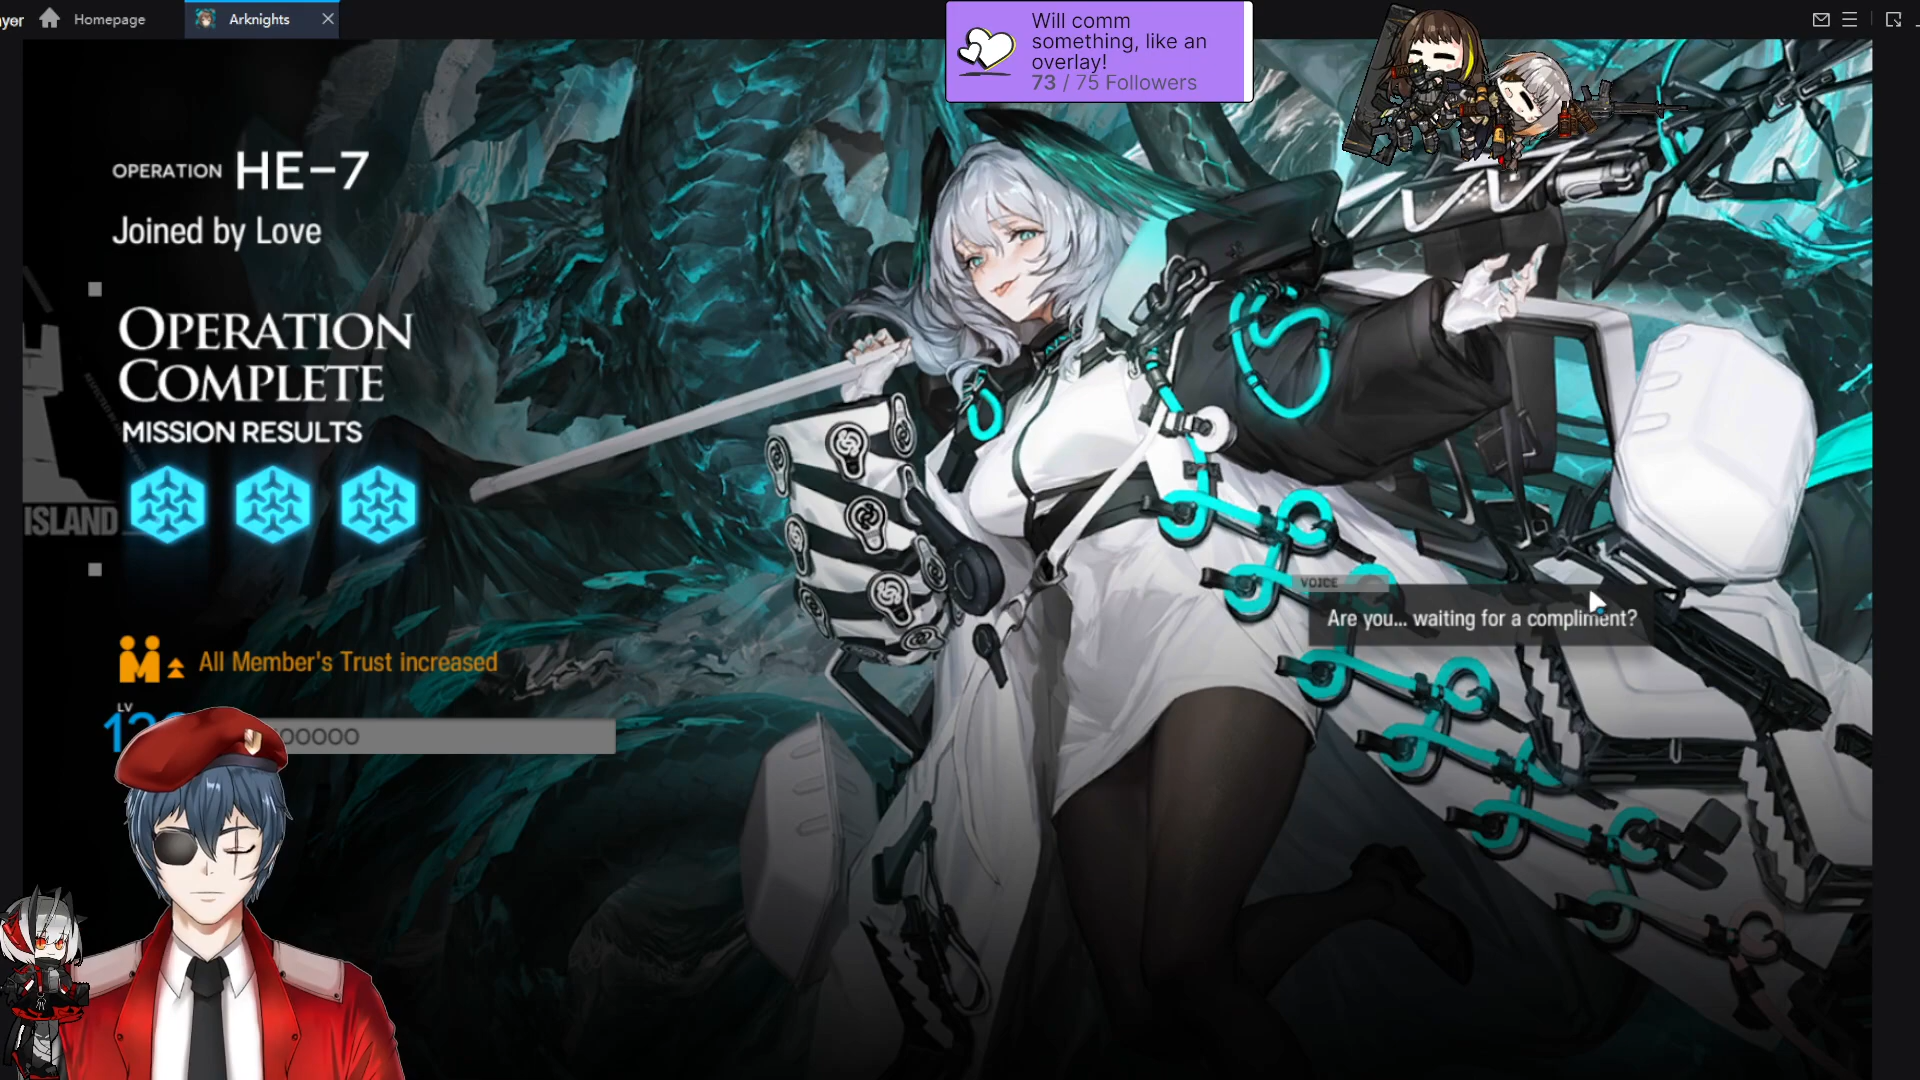 yer
Homepage
Arknights
Will comm
something, like an
overlay!
73 / 75 Followers
OPERATION HE-7
Joined by Love
OPERATION
COMPLETE
MISSION RESULTS
ISLAND
VOICE
Are you... waiting for a compliment?
All Member's Trust increased
LV